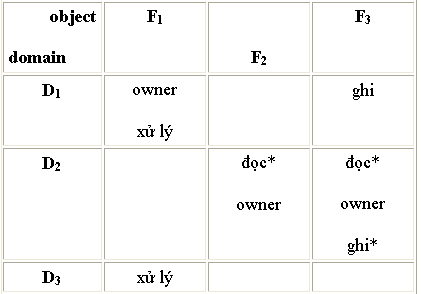 object F₁ F₃
domain F₂
D₁ owner ghi
xử lý
D₂ đọc* đọc*
owner owner
ghi*
D₃ xử lý